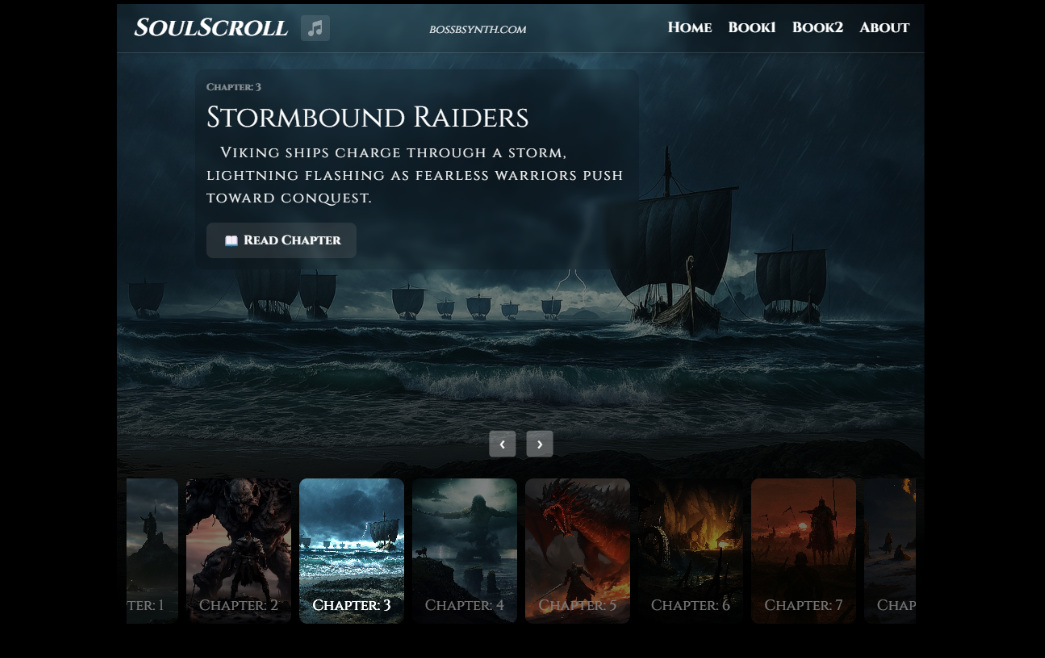 SoulScroll
BOSSBSYNTH.COM
Home Book1 Book2 About
Chapter: 3
Stormbound Raiders
Viking ships charge through a storm,
lightning flashing as fearless warriors push
toward conquest.
Read Chapter
‹ ›
ter: 1
Chapter: 2
Chapter: 3
Chapter: 4
Chapter: 5
Chapter: 6
Chapter: 7
Chap